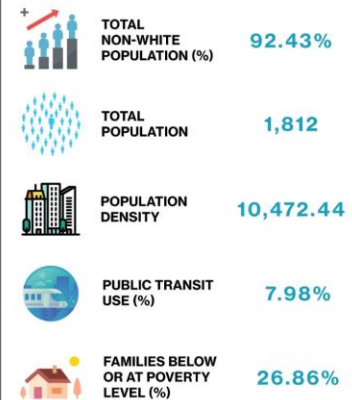 TOTAL
NON-WHITE
POPULATION (%)
92.43%
TOTAL
POPULATION
1,812
POPULATION
DENSITY
10,472.44
PUBLIC TRANSIT
USE (%)
7.98%
FAMILIES BELOW
OR AT POVERTY
LEVEL (%)
26.86%